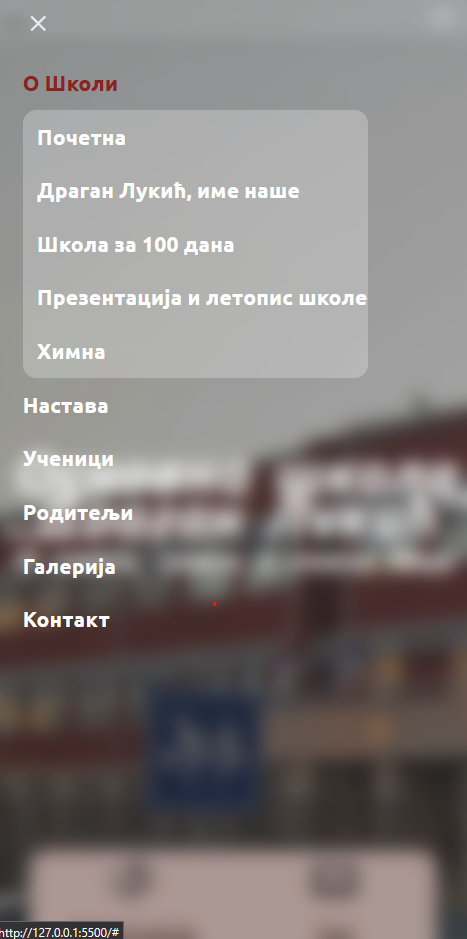 О Школи
Почетна
Драган Лукић, име наше
Школа за 100 дана
Презентација и летопис школе
Химна
Настава
Ученици
Родитељи
Галерија
Контакт
http://127.0.0.1:5500/#